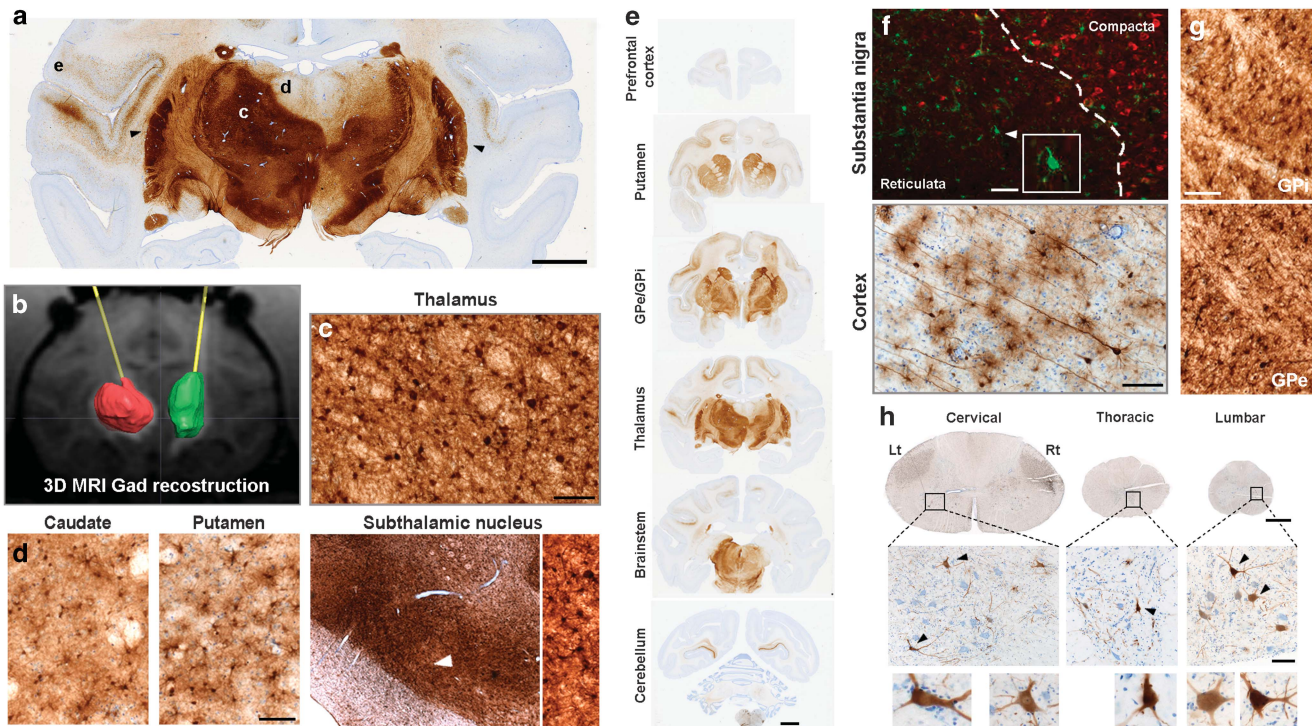 a
e
d
c
b
3D MRI Gad recostruction
Thalamus
c
Caudate
Putamen
Subthalamic nucleus
d
e
Prefrontal
cortex
Putamen
GPe/GPi
Thalamus
Brainstem
Cerebellum
f
Substantia nigra
Compacta
Reticulata
Cortex
g
GPi
GPe
h
Cervical
Thoracic
Lumbar
Lt
Rt